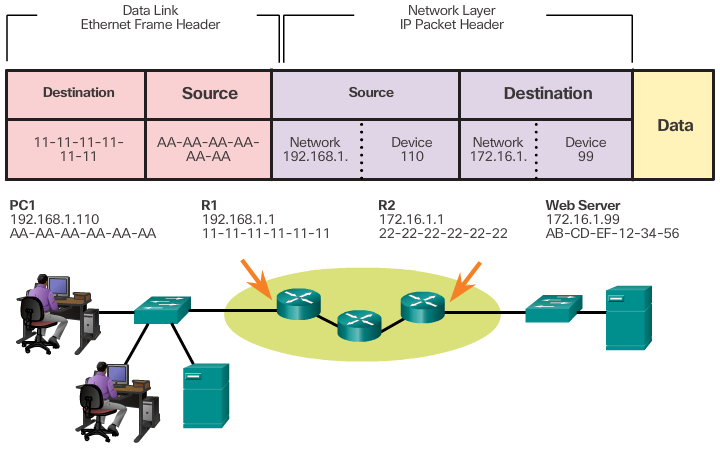 Data Link
Ethernet Frame Header
Network Layer
IP Packet Header
Destination
Source
Source
Destination
Data
11-11-11-11-
11-11
AA-AA-AA-AA-
AA-AA
Network
192.168.1.
Device
110
Network
172.16.1.
Device
99
PC1
192.168.1.110
AA-AA-AA-AA-AA-AA
R1
192.168.1.1
11-11-11-11-11-11
R2
172.16.1.1
22-22-22-22-22-22
Web Server
172.16.1.99
AB-CD-EF-12-34-56